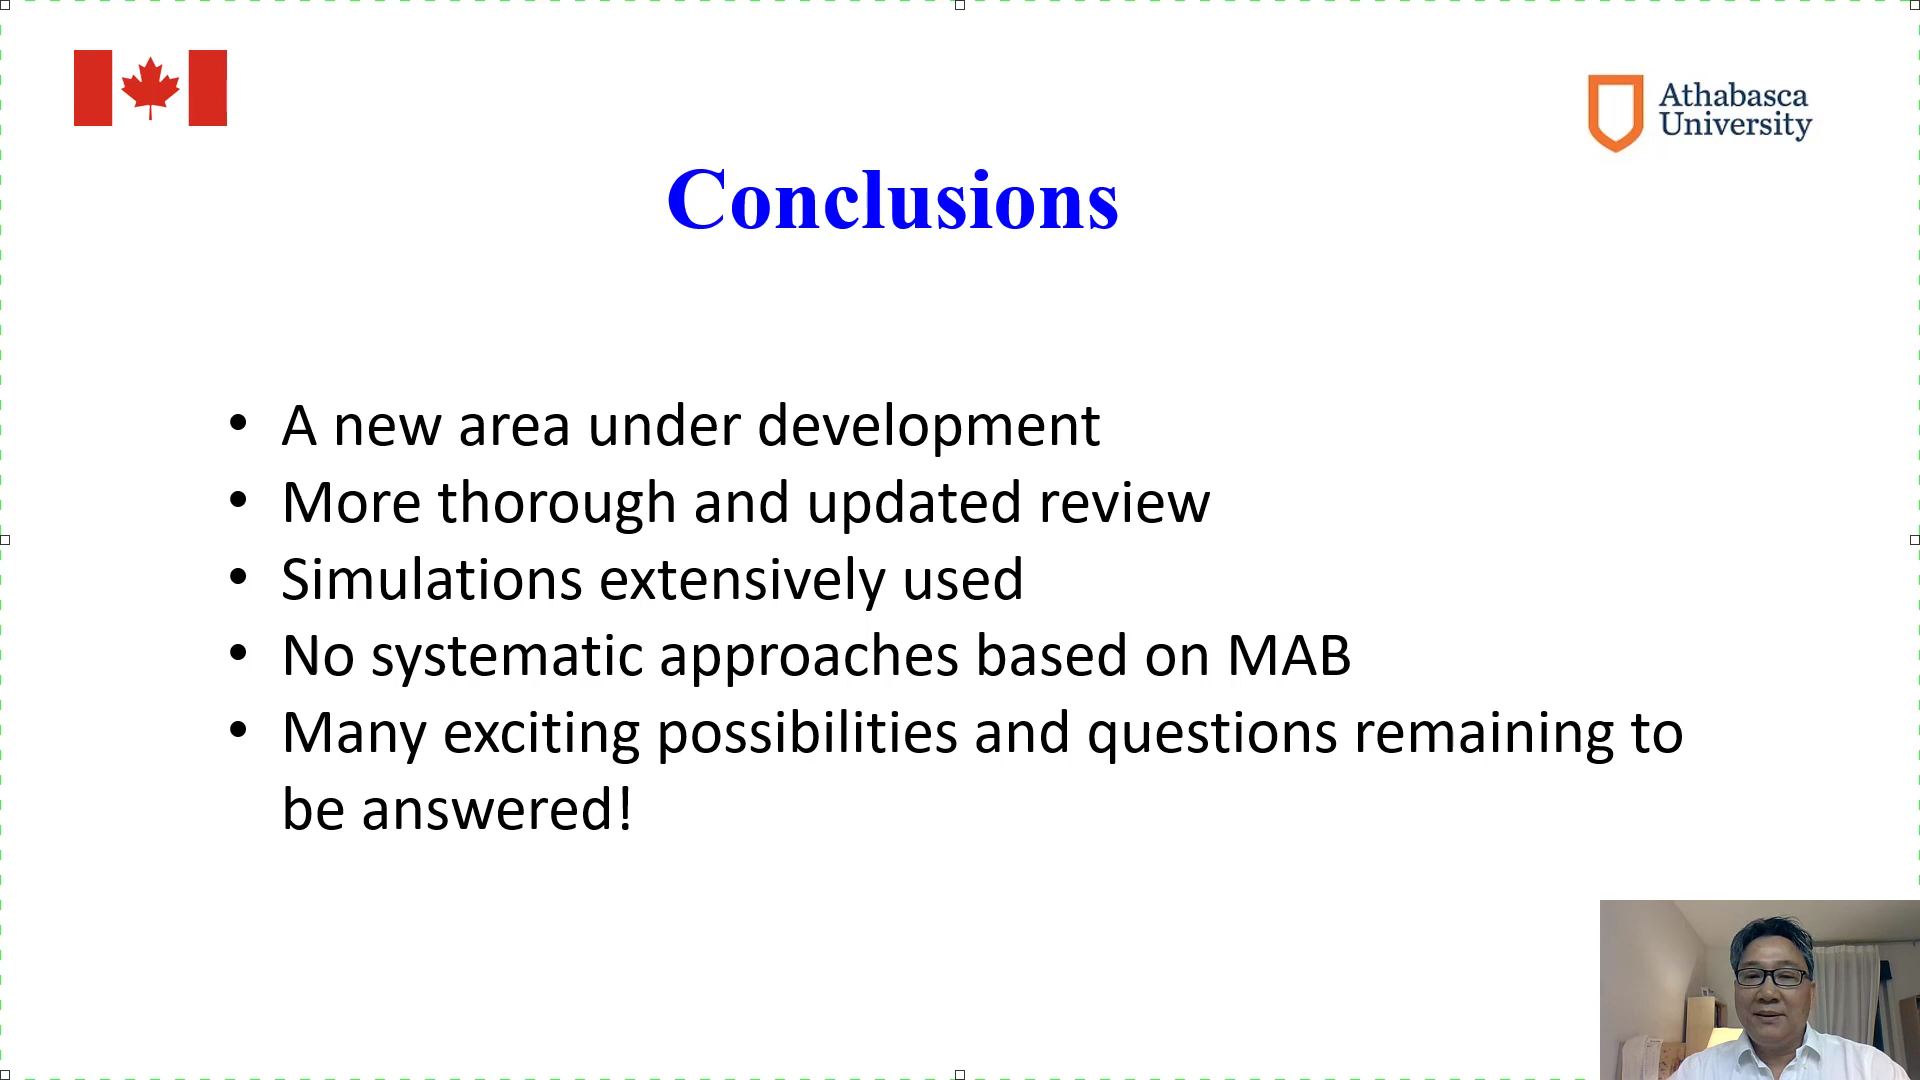 Athabasca
University
Conclusions
• A new area under development
• More thorough and updated review
• Simulations extensively used
• No systematic approaches based on MAB
• Many exciting possibilities and questions remaining to
be answered!